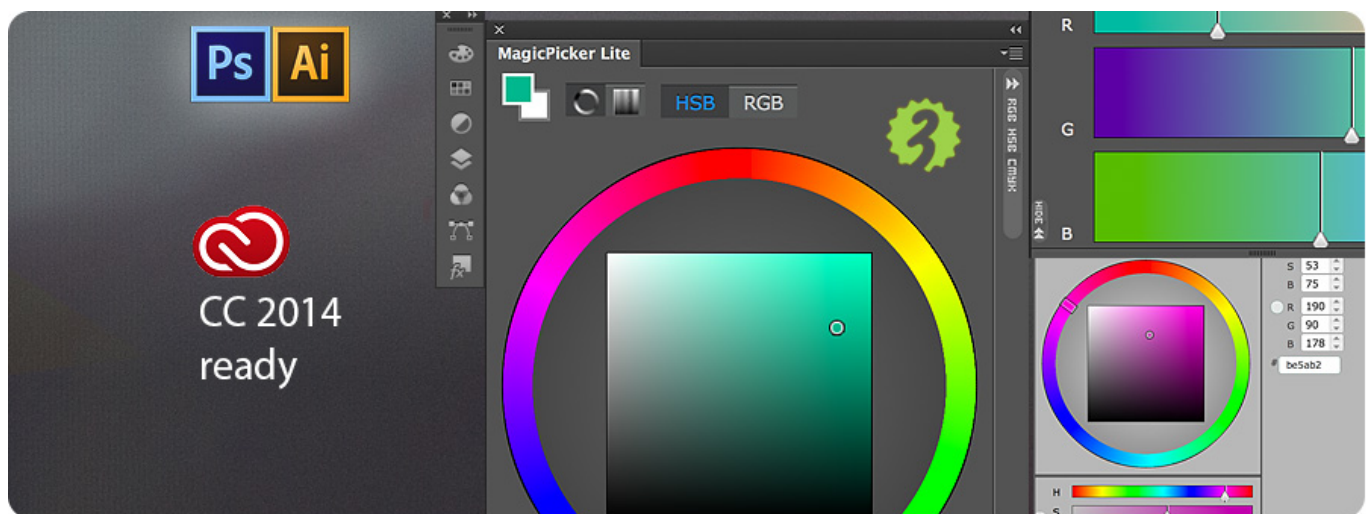 Ps Ai
CC 2014
ready
MagicPicker Lite
HSB RGB
RGB HSB CMYK
fx
R
G
B
HIDE
S 53
B 75
R 190
G 90
B 178
# be5ab2
H
S